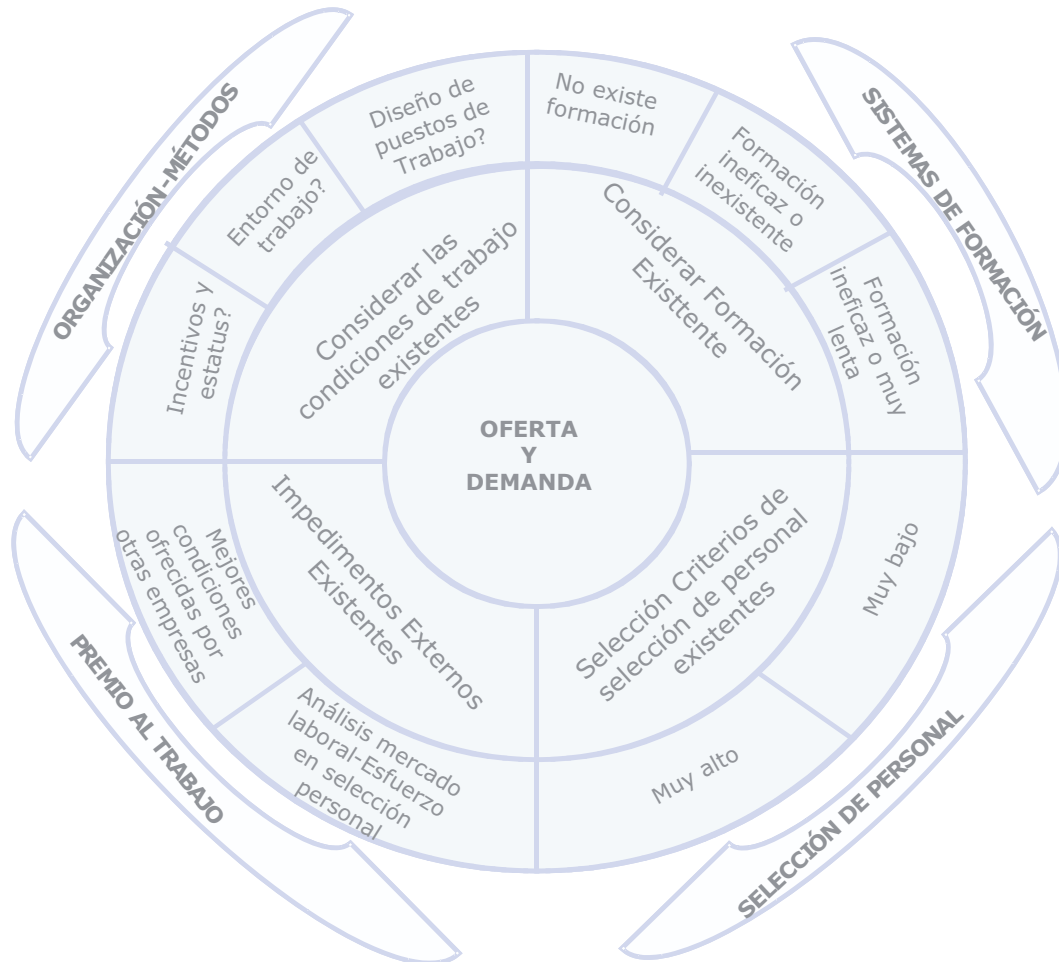 ORGANIZACIÓN-MÉTODOS
SISTEMAS DE FORMACIÓN
Diseño de
puestos de
Trabajo?
No existe
formación
Entorno de
trabajo?
Formación
ineficaz o
inexistente
Incentivos y
estatus?
Formación
ineficaz o muy
lenta
Considerar las
condiciones de trabajo
existentes
Considerar Formación
Existtente
OFERTA
Y
DEMANDA
Impedimentos Externos
Existentes
Selección Criterios de
selección de personal
existentes
Mejores
condiciones
ofrecidas por
otras empresas
Muy bajo
Análisis mercado
laboral-Esfuerzo
en selección
personal
Muy alto
PREMIO AL TRABAJO
SELECCIÓN DE PERSONAL